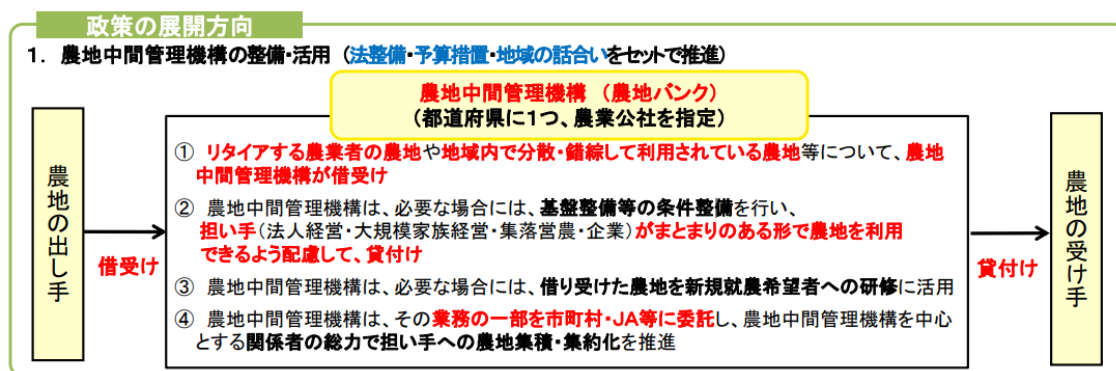 政策の展開方向
1. 農地中間管理機構の整備・活用 (法整備・予算措置・地域の話合いをセットで推進)
農地中間管理機構 (農地バンク)
(都道府県に1つ、農業公社を指定)
農地の出し手
借受け
① リタイアする農業者の農地や地域内で分散・錯綜して利用されている農地等について、農地
中間管理機構が借受け
② 農地中間管理機構は、必要な場合には、基盤整備等の条件整備を行い、
担い手(法人経営・大規模家族経営・集落営農・企業)がまとまりのある形で農地を利用
できるよう配慮して、貸付け
③ 農地中間管理機構は、必要な場合には、借り受けた農地を新規就農希望者への研修に活用
④ 農地中間管理機構は、その業務の一部を市町村・JA等に委託し、農地中間管理機構を中心
とする関係者の総力で担い手への農地集積・集約化を推進
貸付け
農地の受け手